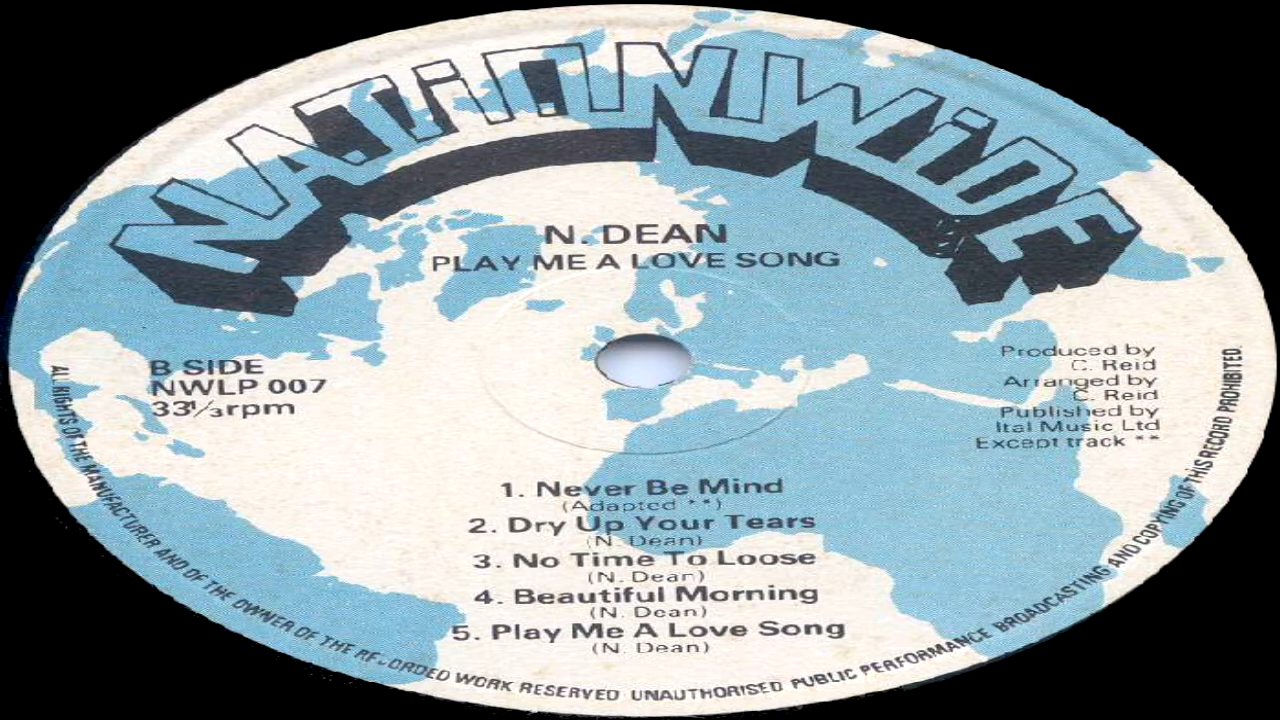 NATIONWIDE
N. DEAN
PLAY ME A LOVE SONG
B SIDE
NWLP 007
33⅓rpm
Produced by
C. Reid
Arranged by
C. Reid
Published by
Ital Music Ltd
Except track **
1. Never Be Mind
(Adapted **)
2. Dry Up Your Tears
(N. Dean)
3. No Time To Loose
(N. Dean)
4. Beautiful Morning
(N. Dean)
5. Play Me A Love Song
(N. Dean)
ALL RIGHTS OF THE MANUFACTURER AND OF THE OWNER OF THE RECORDED WORK RESERVED UNAUTHORISED PUBLIC PERFORMANCE BROADCASTING AND COPYING OF THIS RECORD PROHIBITED.